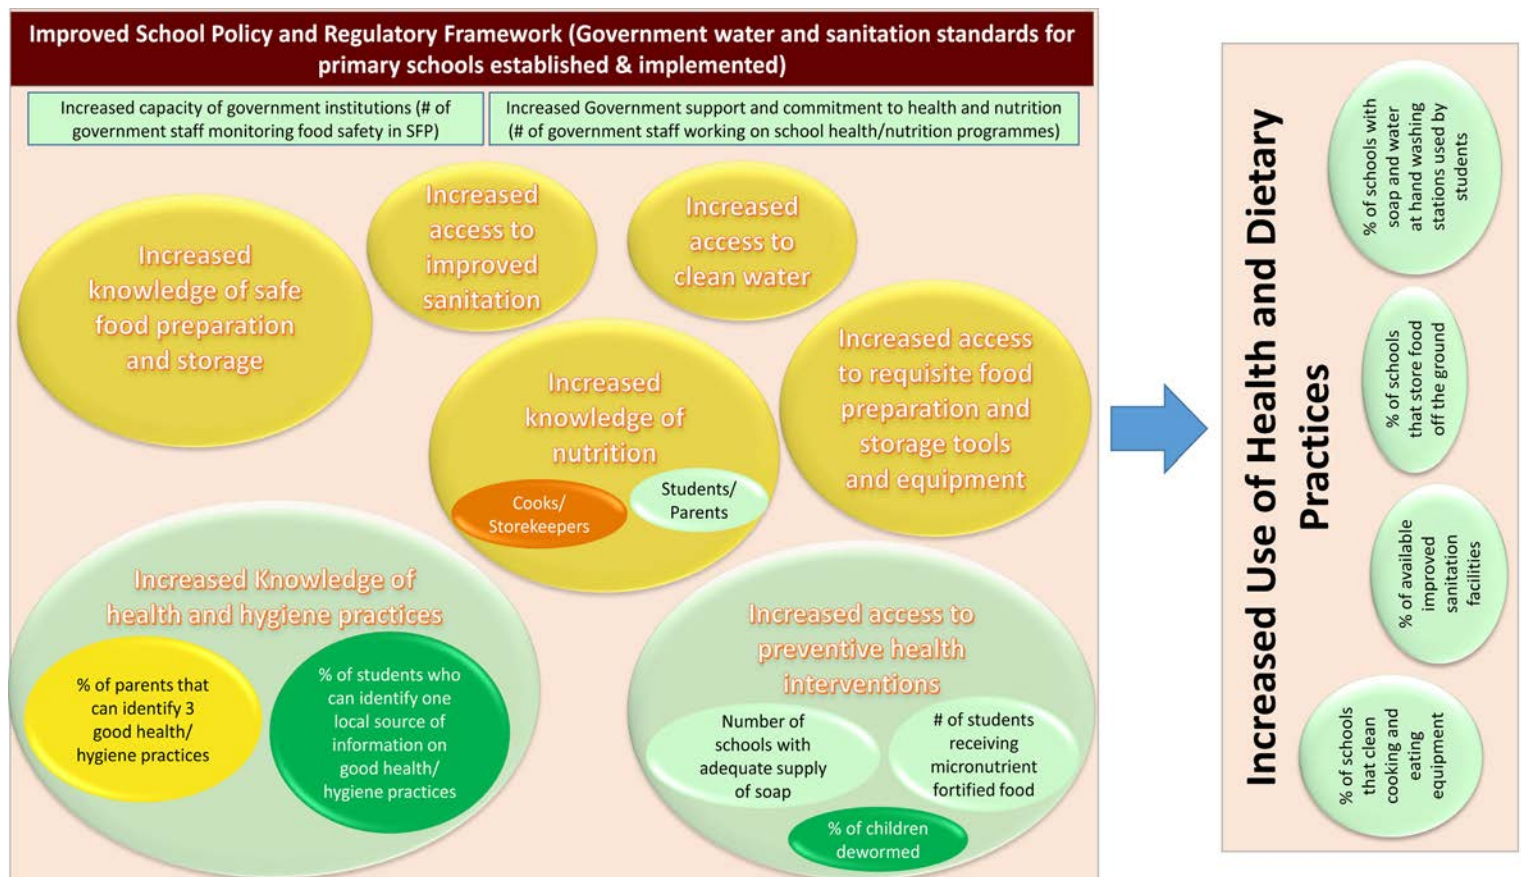 Improved School Policy and Regulatory Framework (Government water and sanitation standards for
primary schools established & implemented)
Increased capacity of government institutions (# of
government staff monitoring food safety in SFP)
Increased Government support and commitment to health and nutrition
(# of government staff working on school health/nutrition programmes)
Increased
knowledge of safe
food preparation
and storage
Increased
access to
improved
sanitation
Increased
access to
clean water
Increased
knowledge of
nutrition
Cooks/
Storekeepers
Students/
Parents
Increased access
to requisite food
preparation and
storage tools
and equipment
Increased Knowledge of
health and hygiene practices
% of parents that
can identify 3
good health/
hygiene practices
% of students who
can identify one
local source of
information on
good health/
hygiene practices
Increased access to
preventive health
interventions
Number of
schools with
adequate supply
of soap
# of students
receiving
micronutrient
fortified food
% of children
dewormed
Increased Use of Health and Dietary
Practices
% of schools with
soap and water
at hand washing
stations used by
students
% of schools
that store food
off the ground
% of available
improved
sanitation
facilities
% of schools
that clean
cooking and
eating
equipment